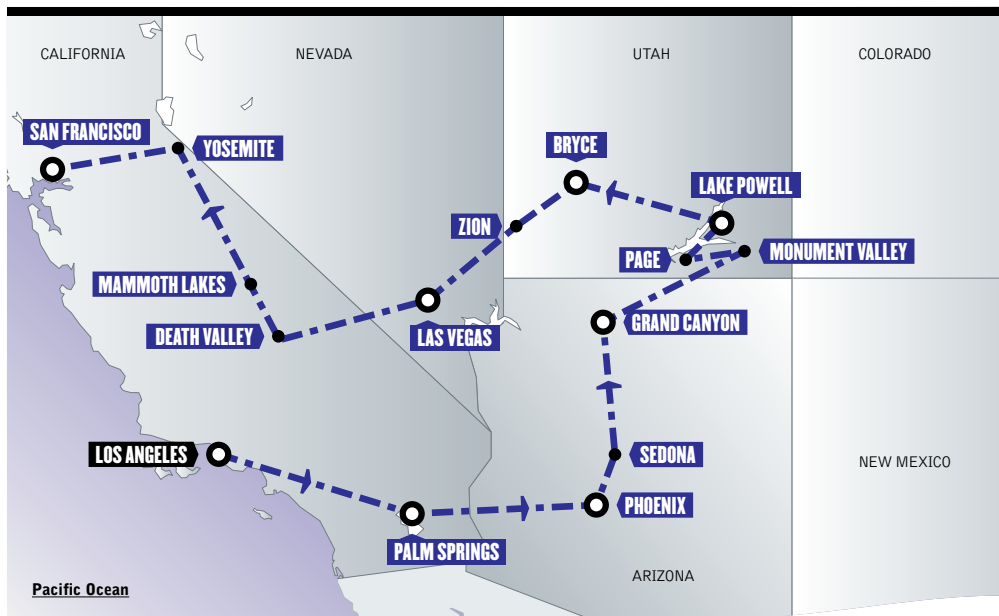 CALIFORNIA
NEVADA
UTAH
COLORADO
SAN FRANCISCO
YOSEMITE
BRYCE
LAKE POWELL
ZION
PAGE
MONUMENT VALLEY
MAMMOTH LAKES
DEATH VALLEY
LAS VEGAS
GRAND CANYON
LOS ANGELES
SEDONA
NEW MEXICO
PHOENIX
PALM SPRINGS
ARIZONA
Pacific Ocean